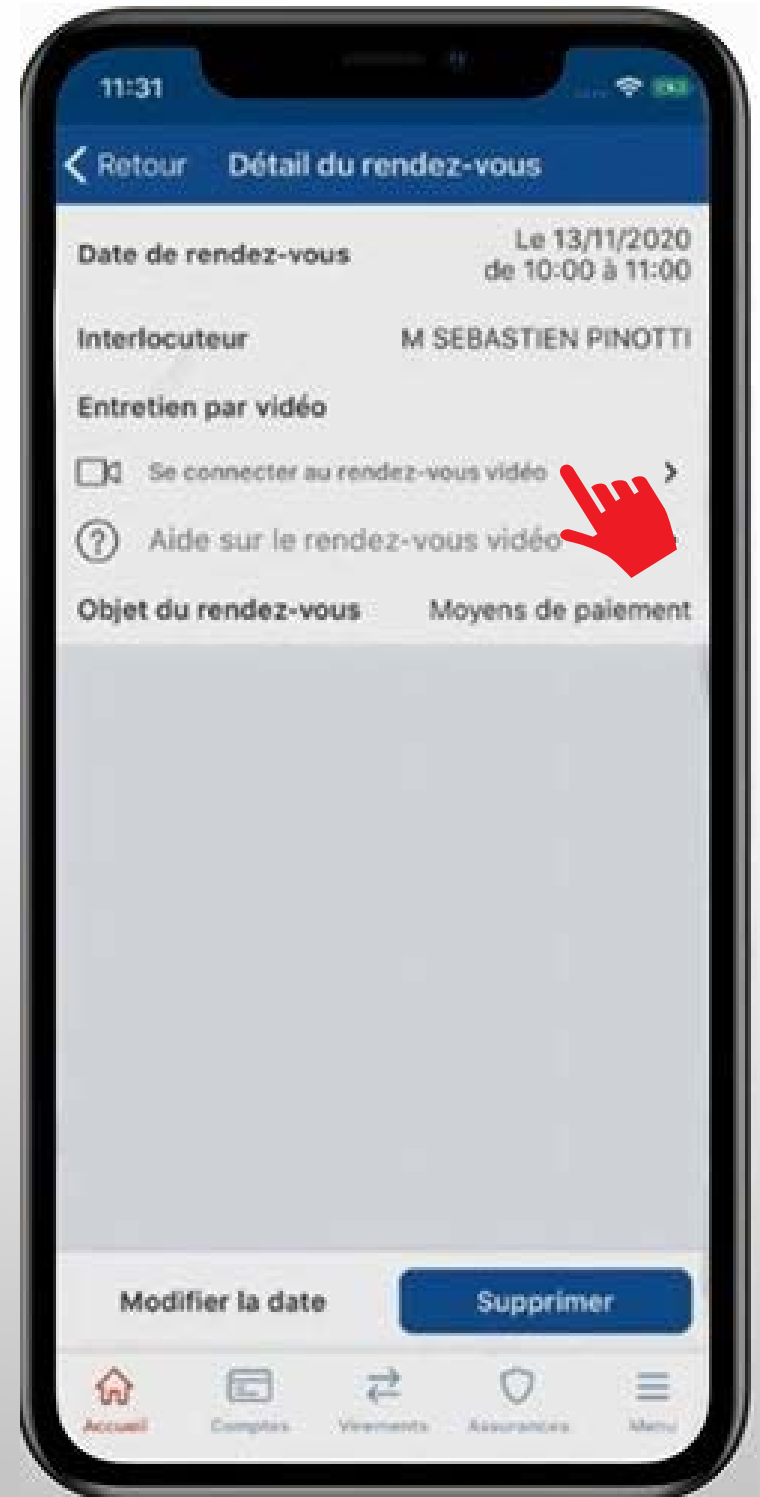 11:31
Retour Détail du rendez-vous
Date de rendez-vous Le 13/11/2020
de 10:00 à 11:00
Interlocuteur M SEBASTIEN PINOTTI
Entretien par vidéo
Se connecter au rendez-vous vidéo
Aide sur le rendez-vous vidéo
Objet du rendez-vous Moyens de paiement
Modifier la date Supprimer
Accueil Comptes Virements Assurances Menu